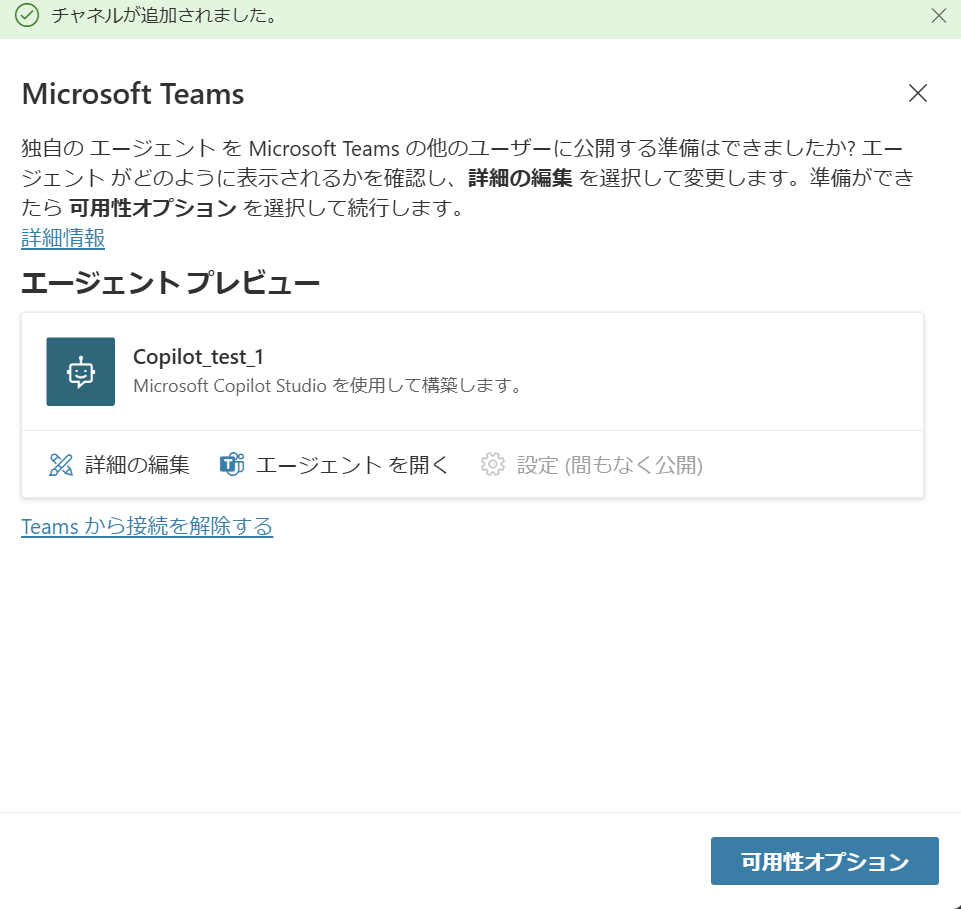 チャネルが追加されました。
Microsoft Teams
独自の エージェント を Microsoft Teams の他のユーザーに公開する準備はできましたか? エー
ジェント がどのように表示されるかを確認し、詳細の編集 を選択して変更します。準備ができ
たら 可用性オプション を選択して続行します。
詳細情報
エージェント プレビュー
Copilot_test_1
Microsoft Copilot Studio を使用して構築します。
詳細の編集
エージェント を開く
設定 (間もなく公開)
Teams から接続を解除する
可用性オプション